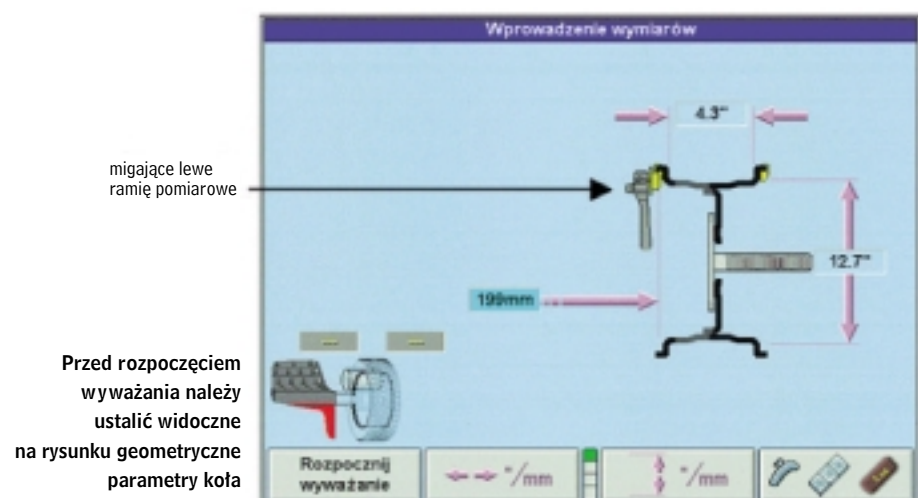 Wprowadzenie wymiarów
4.3"
migające lewe
ramię pomiarowe
12.7"
199mm
Przed rozpoczęciem
wyważania należy
ustalić widoczne
na rysunku geometryczne
parametry koła
Rozpocznij
wyważanie
"/mm
"/mm